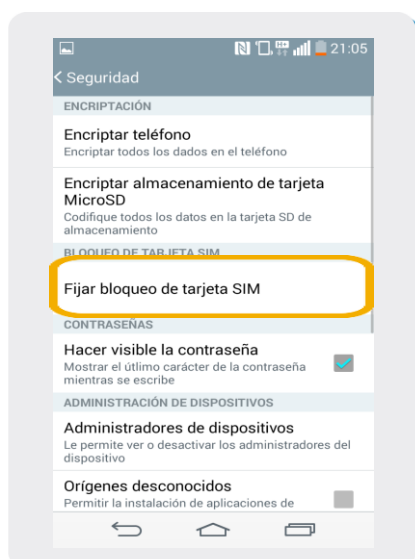 21:05
< Seguridad
ENCRIPTACIÓN
Encriptar teléfono
Encriptar todos los dados en el teléfono
Encriptar almacenamiento de tarjeta
MicroSD
Codifique todos los datos en la tarjeta SD de
almacenamiento
BLOQUEO DE TARJETA SIM
Fijar bloqueo de tarjeta SIM
CONTRASEÑAS
Hacer visible la contraseña
Mostrar el útlimo carácter de la contraseña
mientras se escribe
ADMINISTRACIÓN DE DISPOSITIVOS
Administradores de dispositivos
Le permite ver o desactivar los administradores del
dispositivo
Orígenes desconocidos
Permitir la instalación de aplicaciones de